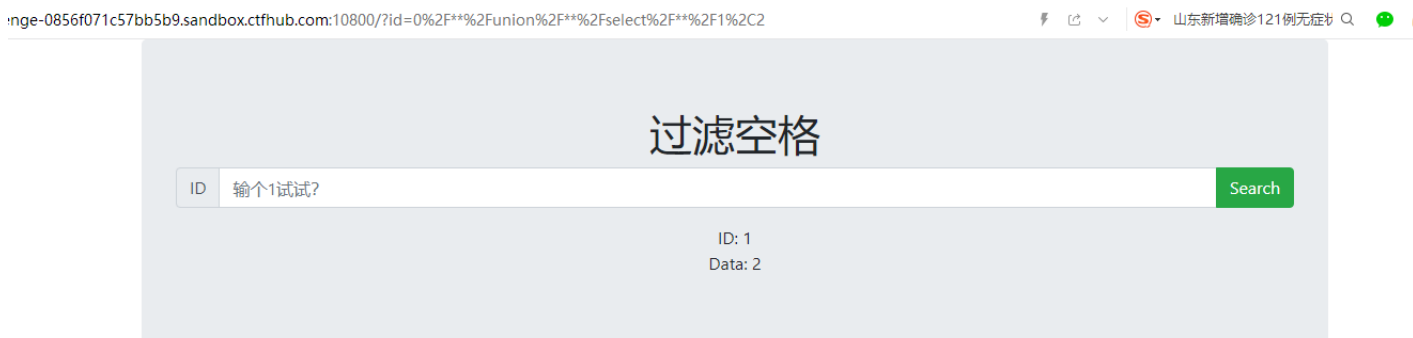 enge-0856f071c57bb5b9.sandbox.ctfhub.com:10800/?id=0%2F**%2Funion%2F**%2Fselect%2F**%2F1%2C2 山东新增确诊121例无症状
过滤空格
ID 输个1试试? Search
ID: 1
Data: 2